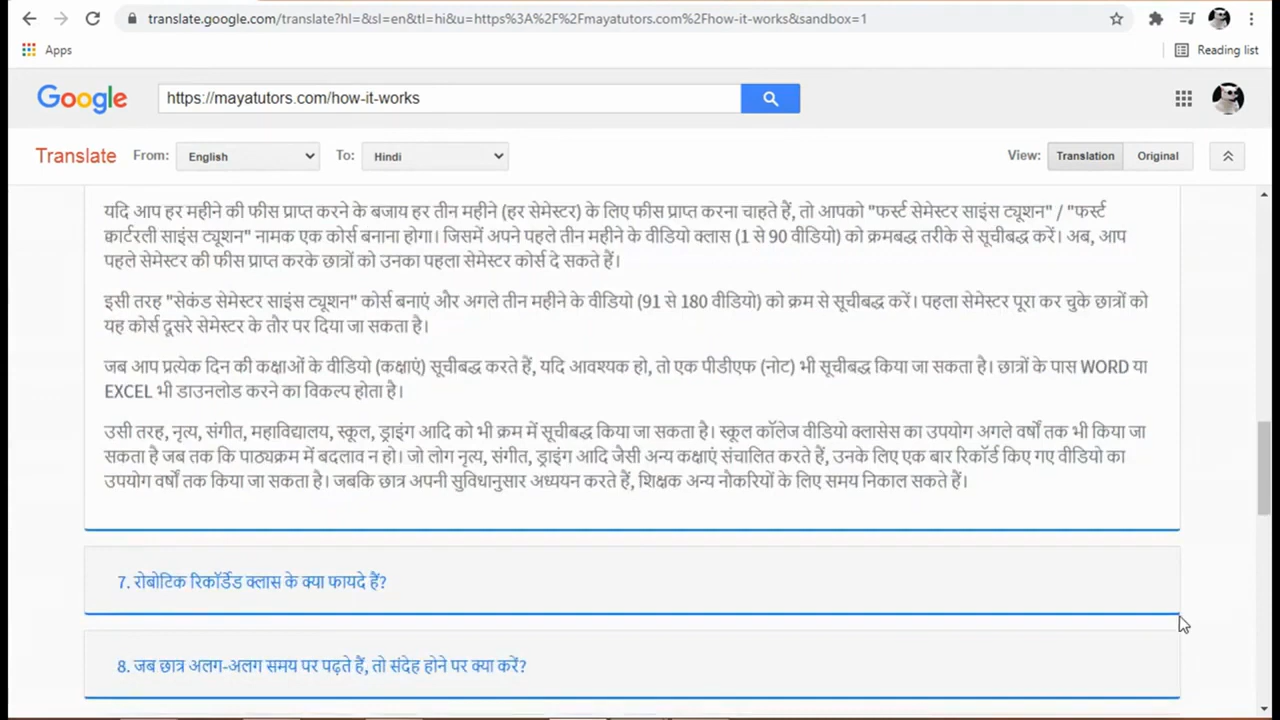 translate.google.com/translate?hl=&sl=en&tl=hi&u=https%3A%2F%2Fmayatutors.com%2Fhow-it-works&sandbox=1
Apps
Reading list
Google
https://mayatutors.com/how-it-works
Translate From: English To: Hindi View: Translation Original
यदि आप हर महीने की फीस प्राप्त करने के बजाय हर तीन महीने (हर सेमेस्टर) के लिए फीस प्राप्त करना चाहते हैं, तो आपको "फर्स्ट सेमेस्टर साइंस ट्यूशन" / "फर्स्ट
क्वार्टरली साइंस ट्यूशन" नामक एक कोर्स बनाना होगा। जिसमें अपने पहले तीन महीने के वीडियो क्लास (1 से 90 वीडियो) को क्रमबद्ध तरीके से सूचीबद्ध करें। अब, आप
पहले सेमेस्टर की फीस प्राप्त करके छात्रों को उनका पहला सेमेस्टर कोर्स दे सकते हैं।
इसी तरह "सेकंड सेमेस्टर साइंस ट्यूशन" कोर्स बनाएं और अगले तीन महीने के वीडियो (91 से 180 वीडियो) को क्रम से सूचीबद्ध करें। पहला सेमेस्टर पूरा कर चुके छात्रों को
यह कोर्स दूसरे सेमेस्टर के तौर पर दिया जा सकता है।
जब आप प्रत्येक दिन की कक्षाओं के वीडियो (कक्षाएं) सूचीबद्ध करते हैं, यदि आवश्यक हो, तो एक पीडीएफ (नोट) भी सूचीबद्ध किया जा सकता है। छात्रों के पास WORD या
EXCEL भी डाउनलोड करने का विकल्प होता है।
उसी तरह, नृत्य, संगीत, महाविद्यालय, स्कूल, ड्राइंग आदि को भी क्रम में सूचीबद्ध किया जा सकता है। स्कूल कॉलेज वीडियो क्लासेस का उपयोग अगले वर्षों तक भी किया जा
सकता है जब तक कि पाठ्यक्रम में बदलाव न हो। जो लोग नृत्य, संगीत, ड्राइंग आदि जैसी अन्य कक्षाएं संचालित करते हैं, उनके लिए एक बार रिकॉर्ड किए गए वीडियो का
उपयोग वर्षों तक किया जा सकता है। जबकि छात्र अपनी सुविधानुसार अध्ययन करते हैं, शिक्षक अन्य नौकरियों के लिए समय निकाल सकते हैं।
7. रोबोटिक रिकॉर्डेड क्लास के क्या फायदे हैं?
8. जब छात्र अलग-अलग समय पर पढ़ते हैं, तो संदेह होने पर क्या करें?